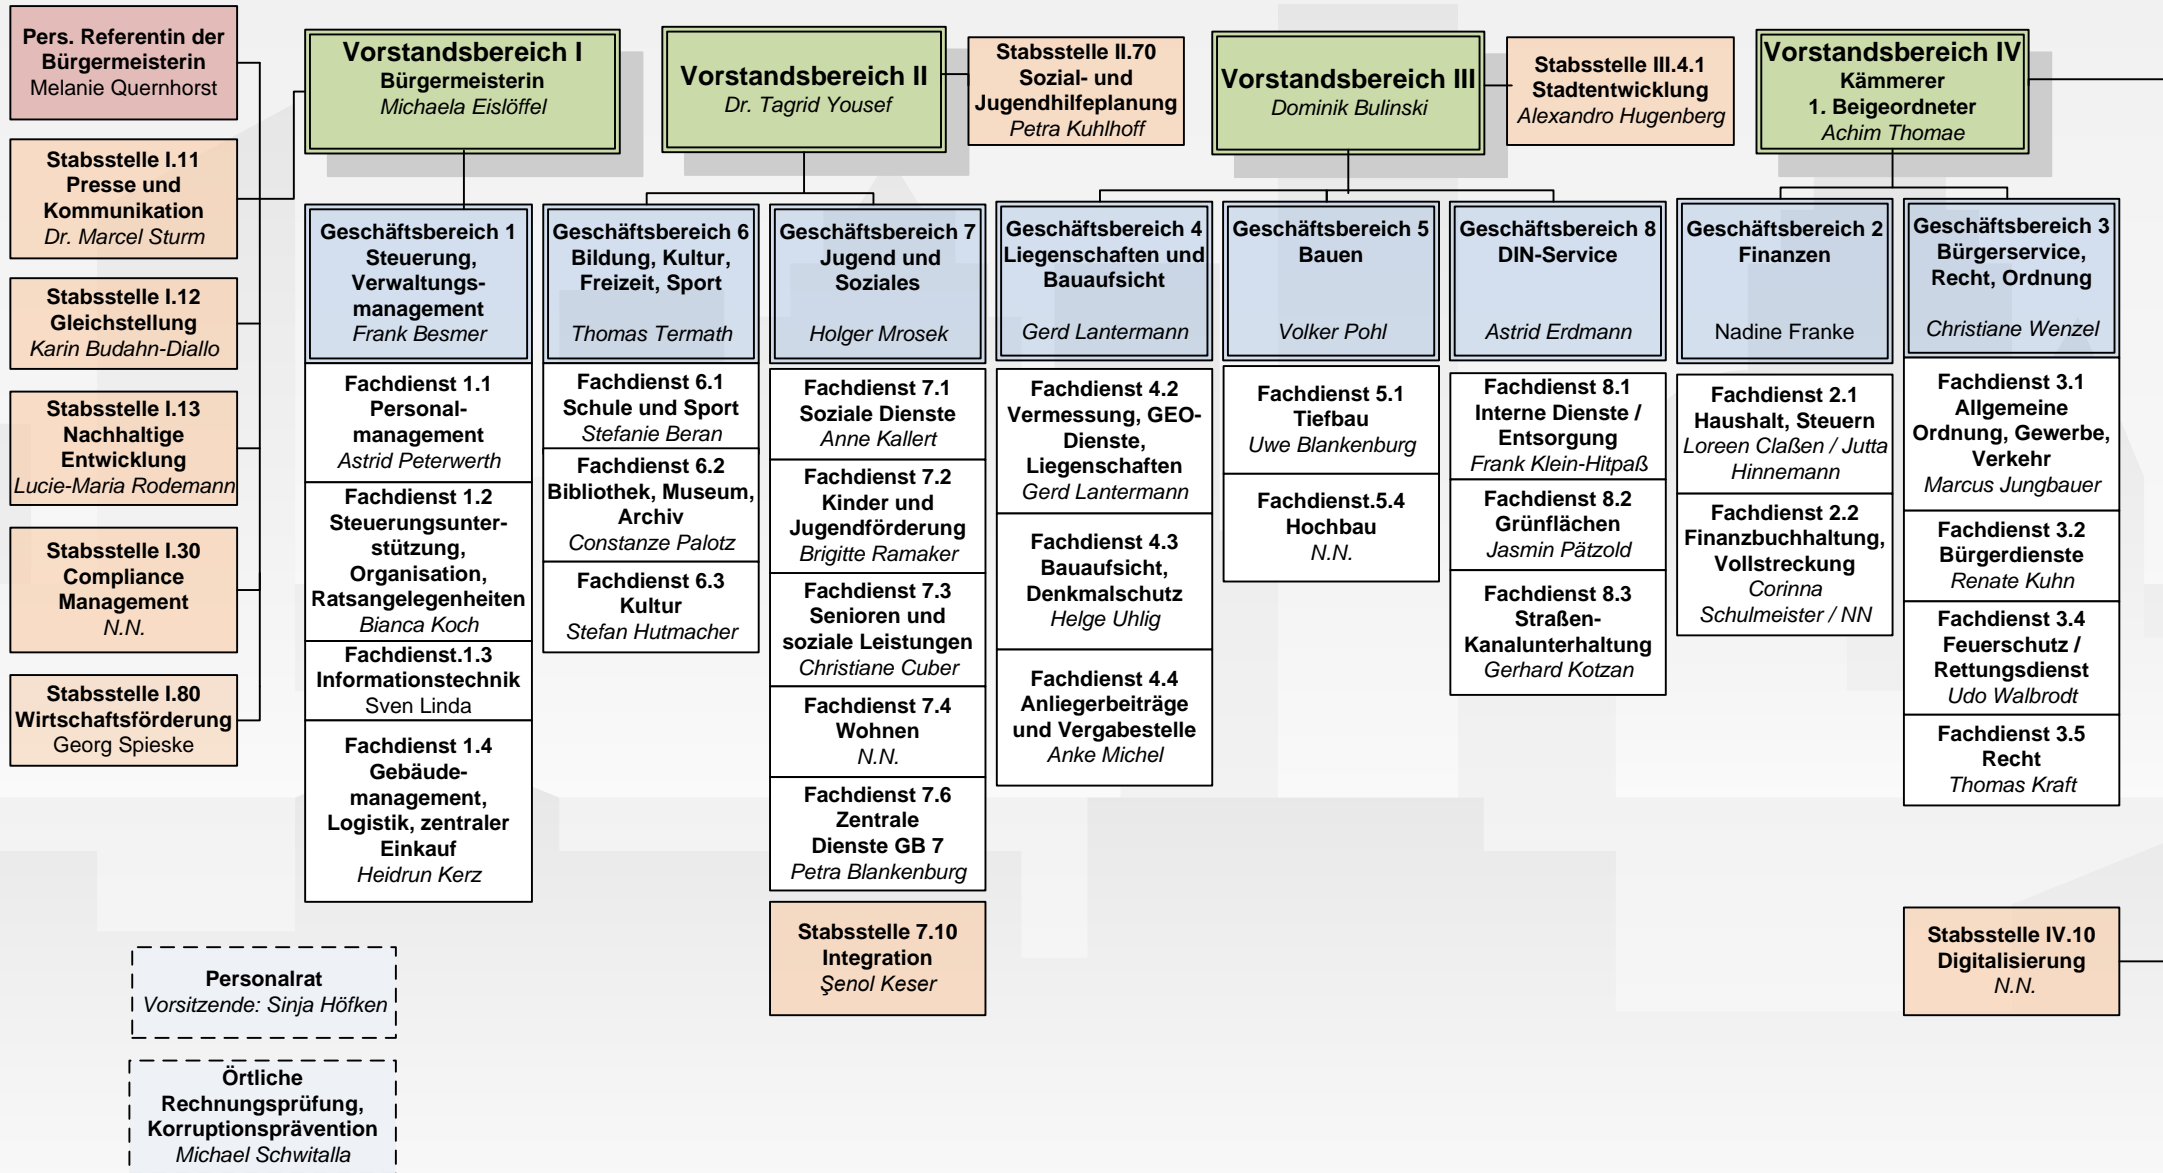 Pers. Referentin der
Bürgermeisterin
Melanie Quernhorst
Stabsstelle I.11
Presse und
Kommunikation
Dr. Marcel Sturm
Stabsstelle I.12
Gleichstellung
Karin Budahn-Diallo
Stabsstelle I.13
Nachhaltige
Entwicklung
Lucie-Maria Rodemann
Stabsstelle I.30
Compliance
Management
N.N.
Stabsstelle I.80
Wirtschaftsförderung
Georg Spieske
Vorstandsbereich I
Bürgermeisterin
Michaela Eislöffel
Vorstandsbereich II
Dr. Tagrid Yousef
Stabsstelle II.70
Sozial- und
Jugendhilfeplanung
Petra Kuhlhoff
Vorstandsbereich III
Dominik Bulinski
Stabsstelle III.4.1
Stadtentwicklung
Alexandro Hugenberg
Vorstandsbereich IV
Kämmerer
1. Beigeordneter
Achim Thomae
Geschäftsbereich 1
Steuerung,
Verwaltungs-
management
Frank Besmer
Fachdienst 1.1
Personal-
management
Astrid Peterwerth
Fachdienst 1.2
Steuerungsunter-
stützung,
Organisation,
Ratsangelegenheiten
Bianca Koch
Fachdienst.1.3
Informationstechnik
Sven Linda
Fachdienst 1.4
Gebäude-
management,
Logistik, zentraler
Einkauf
Heidrun Kerz
Geschäftsbereich 6
Bildung, Kultur,
Freizeit, Sport
Thomas Termath
Fachdienst 6.1
Schule und Sport
Stefanie Beran
Fachdienst 6.2
Bibliothek, Museum,
Archiv
Constanze Palotz
Fachdienst 6.3
Kultur
Stefan Hutmacher
Geschäftsbereich 7
Jugend und
Soziales
Holger Mrosek
Fachdienst 7.1
Soziale Dienste
Anne Kallert
Fachdienst 7.2
Kinder und
Jugendförderung
Brigitte Ramaker
Fachdienst 7.3
Senioren und
soziale Leistungen
Christiane Cuber
Fachdienst 7.4
Wohnen
N.N.
Fachdienst 7.6
Zentrale
Dienste GB 7
Petra Blankenburg
Stabsstelle 7.10
Integration
Şenol Keser
Geschäftsbereich 4
Liegenschaften und
Bauaufsicht
Gerd Lantermann
Fachdienst 4.2
Vermessung, GEO-
Dienste,
Liegenschaften
Gerd Lantermann
Fachdienst 4.3
Bauaufsicht,
Denkmalschutz
Helge Uhlig
Fachdienst 4.4
Anliegerbeiträge
und Vergabestelle
Anke Michel
Geschäftsbereich 5
Bauen
Volker Pohl
Fachdienst 5.1
Tiefbau
Uwe Blankenburg
Fachdienst.5.4
Hochbau
N.N.
Geschäftsbereich 8
DIN-Service
Astrid Erdmann
Fachdienst 8.1
Interne Dienste /
Entsorgung
Frank Klein-Hitpaß
Fachdienst 8.2
Grünflächen
Jasmin Pätzold
Fachdienst 8.3
Straßen-
Kanalunterhaltung
Gerhard Kotzan
Geschäftsbereich 2
Finanzen
Nadine Franke
Fachdienst 2.1
Haushalt, Steuern
Loreen Claßen / Jutta
Hinnemann
Fachdienst 2.2
Finanzbuchhaltung,
Vollstreckung
Corinna
Schulmeister / NN
Geschäftsbereich 3
Bürgerservice,
Recht, Ordnung
Christiane Wenzel
Fachdienst 3.1
Allgemeine
Ordnung, Gewerbe,
Verkehr
Marcus Jungbauer
Fachdienst 3.2
Bürgerdienste
Renate Kuhn
Fachdienst 3.4
Feuerschutz /
Rettungsdienst
Udo Walbrodt
Fachdienst 3.5
Recht
Thomas Kraft
Stabsstelle IV.10
Digitalisierung
N.N.
Personalrat
Vorsitzende: Sinja Höfken
Örtliche
Rechnungsprüfung,
Korruptionsprävention
Michael Schwitalla